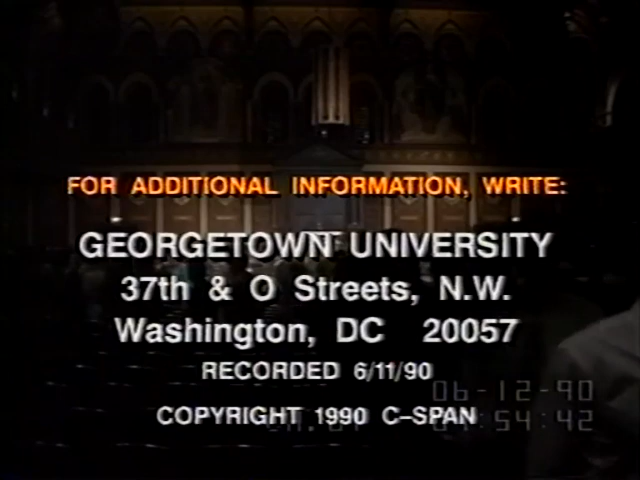 FOR ADDITIONAL INFORMATION, WRITE:
GEORGETOWN UNIVERSITY
37th & O Streets, N.W.
Washington, DC 20057
RECORDED 6/11/90
06-12-90
COPYRIGHT 1990 C-SPAN
:54:42